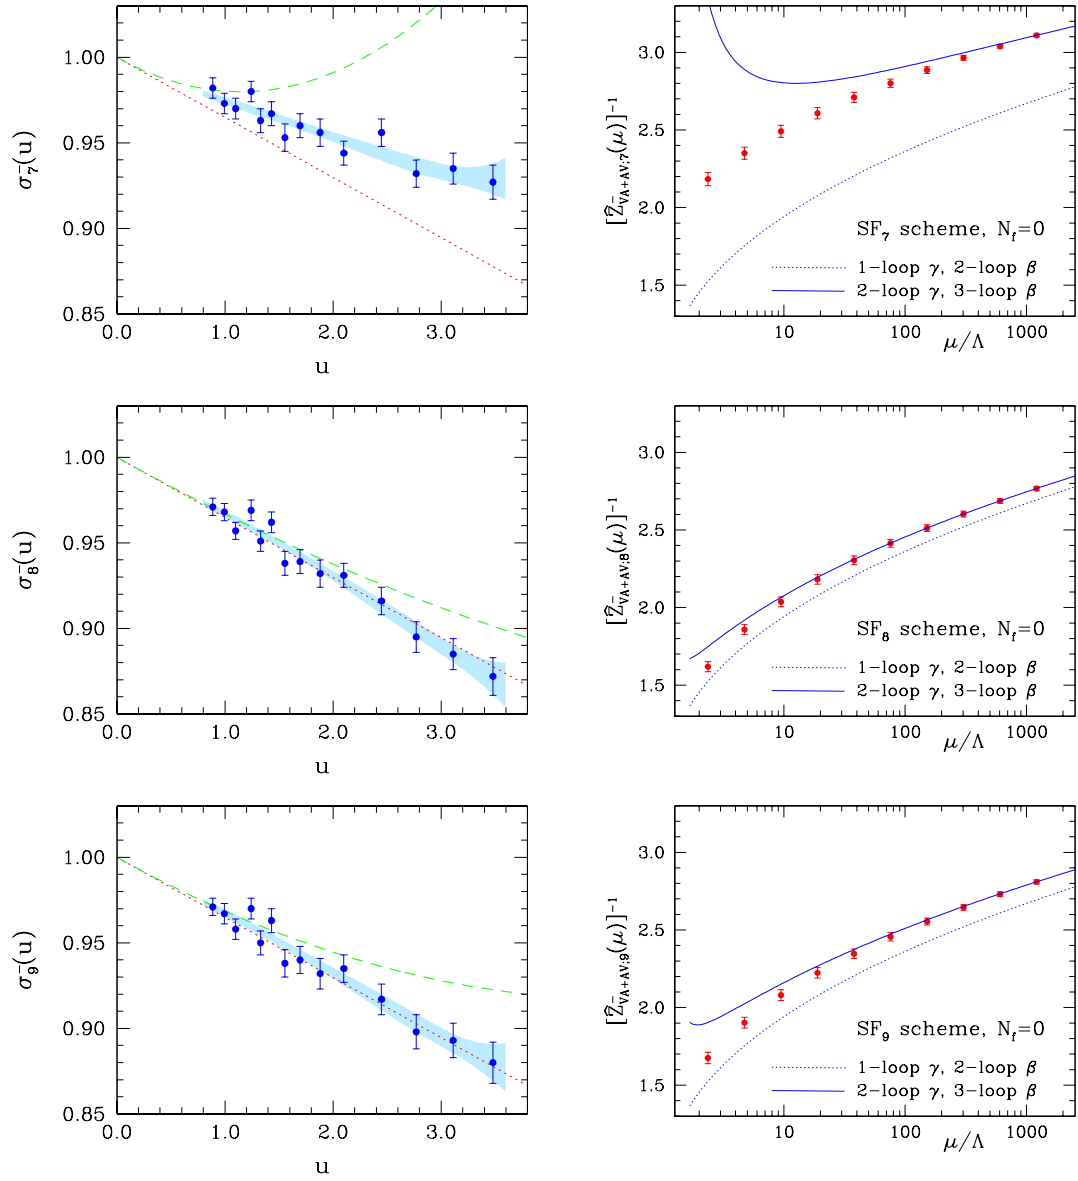 σ₇⁻(u)
1.00
0.95
0.90
0.85
0.0 1.0 2.0 3.0
u
[Ẑ⁻VA+AV;7(μ)]⁻¹
3.0
2.5
2.0
1.5
SF₇ scheme, Nf=0
1−loop γ, 2−loop β
2−loop γ, 3−loop β
10 100 1000
μ/Λ
σ₈⁻(u)
1.00
0.95
0.90
0.85
0.0 1.0 2.0 3.0
u
[Ẑ⁻VA+AV;8(μ)]⁻¹
3.0
2.5
2.0
1.5
SF₈ scheme, Nf=0
1−loop γ, 2−loop β
2−loop γ, 3−loop β
10 100 1000
μ/Λ
σ₉⁻(u)
1.00
0.95
0.90
0.85
0.0 1.0 2.0 3.0
u
[Ẑ⁻VA+AV;9(μ)]⁻¹
3.0
2.5
2.0
1.5
SF₉ scheme, Nf=0
1−loop γ, 2−loop β
2−loop γ, 3−loop β
10 100 1000
μ/Λ